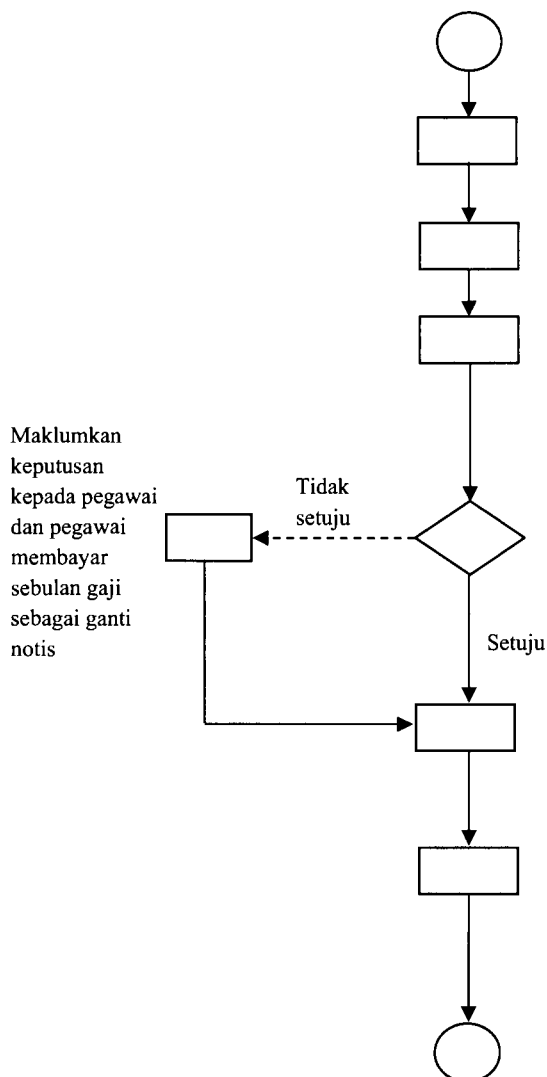 Maklumkan
keputusan
kepada pegawai
dan pegawai
membayar
sebulan gaji
sebagai ganti
notis
Tidak
setuju
Setuju